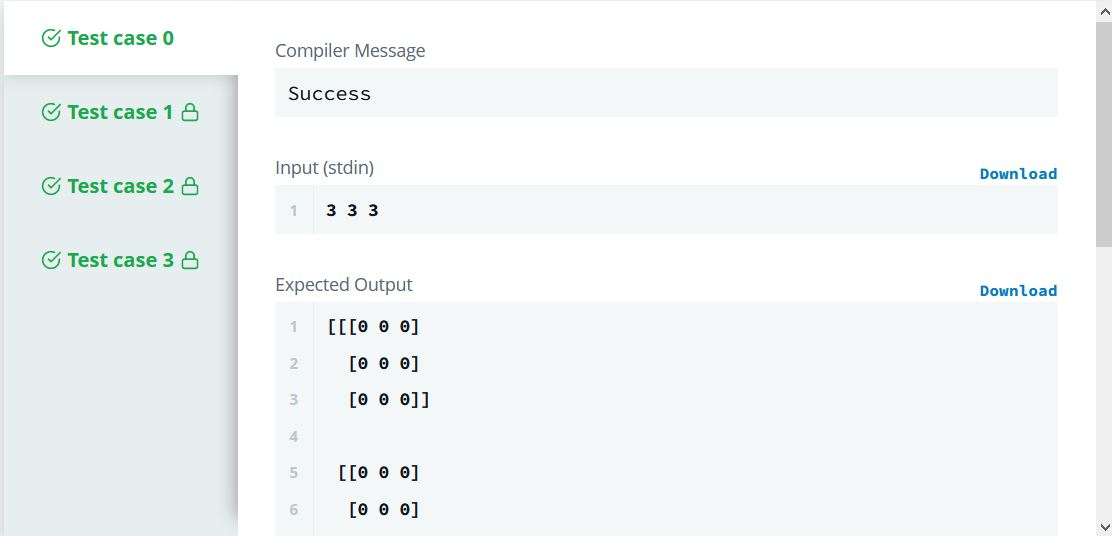 Test case 0
Test case 1
Test case 2
Test case 3
Compiler Message
Success
Input (stdin)
Download
1 3 3 3
Expected Output
Download
1 [[[0 0 0]
2   [0 0 0]
3   [0 0 0]]
4
5  [[0 0 0]
6   [0 0 0]